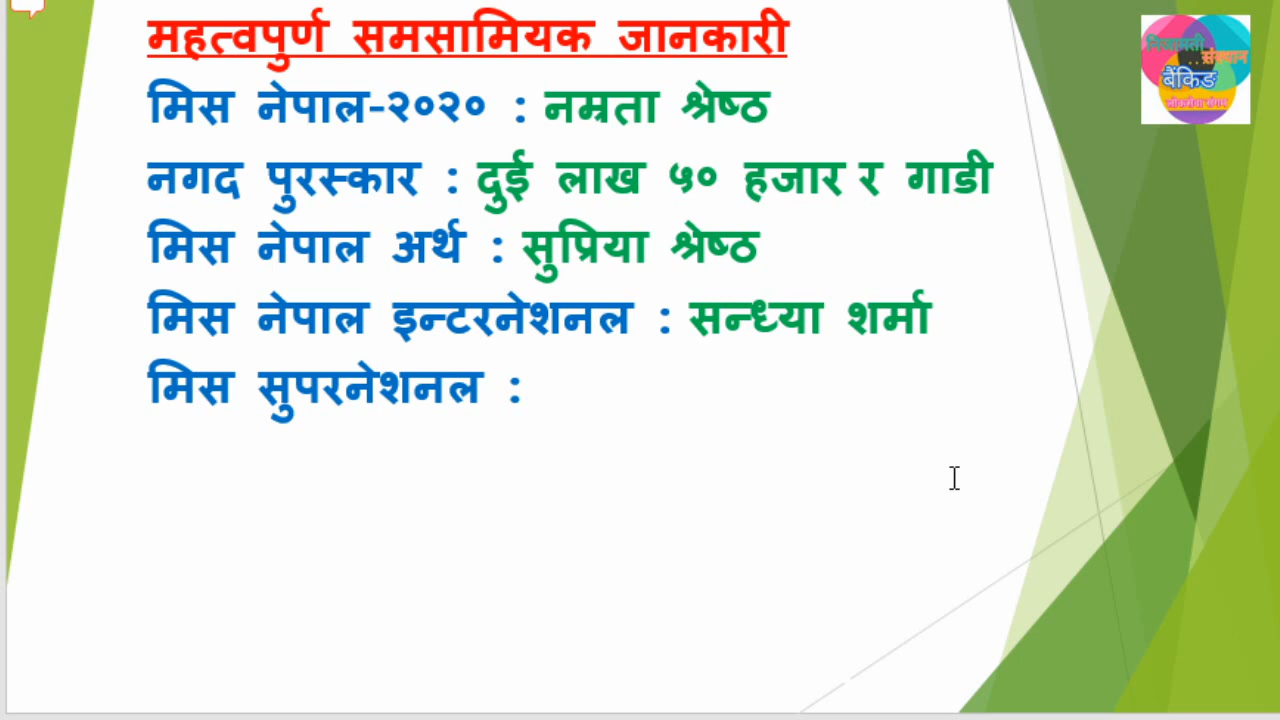 महत्वपुर्ण समसामियक जानकारी
मिस नेपाल-२०२० : नम्रता श्रेष्ठ
नगद पुरस्कार : दुई लाख ५० हजार र गाडी
मिस नेपाल अर्थ : सुप्रिया श्रेष्ठ
मिस नेपाल इन्टरनेशनल : सन्ध्या शर्मा
मिस सुपरनेशनल :
निजामती
..संस्थान
बैंकिङ